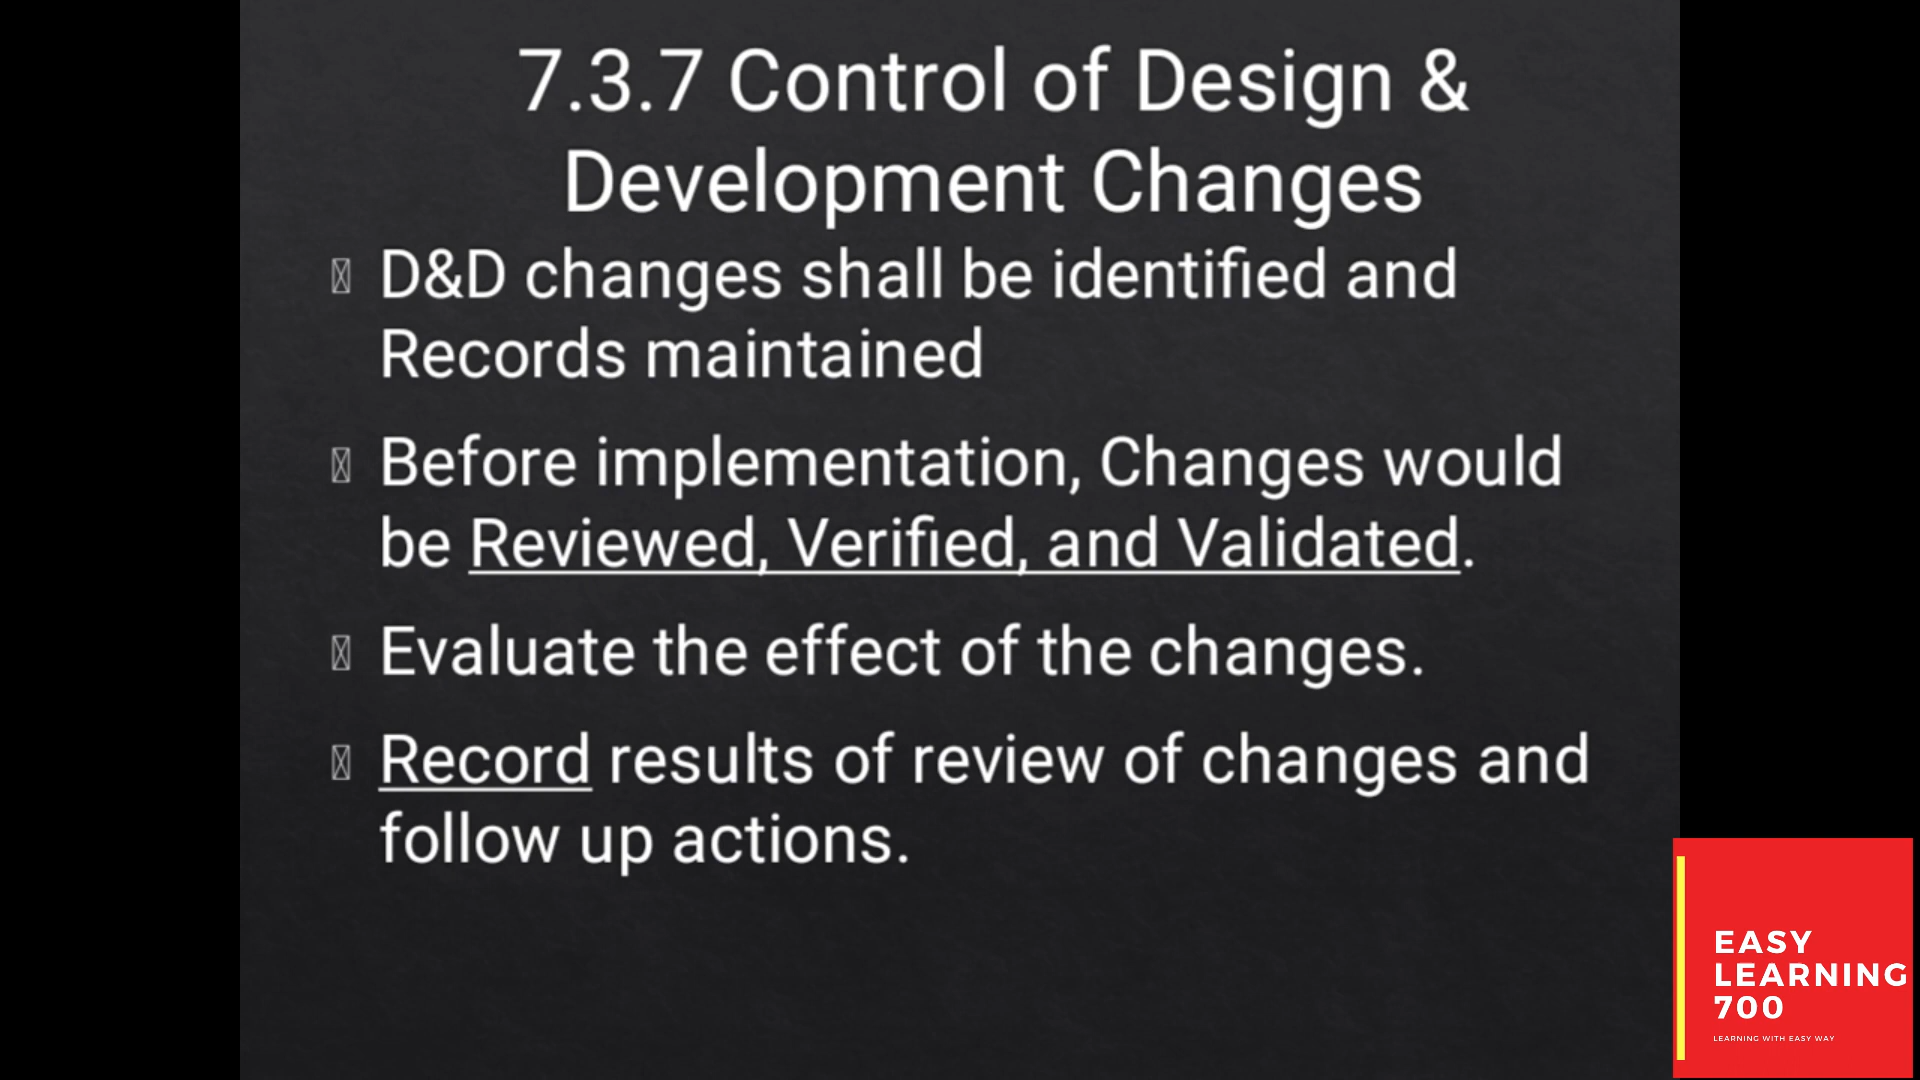 7.3.7 Control of Design &
Development Changes
D&D changes shall be identified and
Records maintained
Before implementation, Changes would
be Reviewed, Verified, and Validated.
Evaluate the effect of the changes.
Record results of review of changes and
follow up actions.
EASY
LEARNING
700
LEARNING WITH EASY WAY